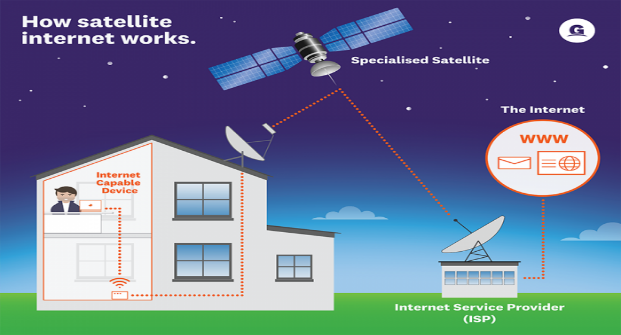 How satellite
internet works.
G
Specialised Satellite
The Internet
www
Internet
Capable
Device
Internet Service Provider
(ISP)